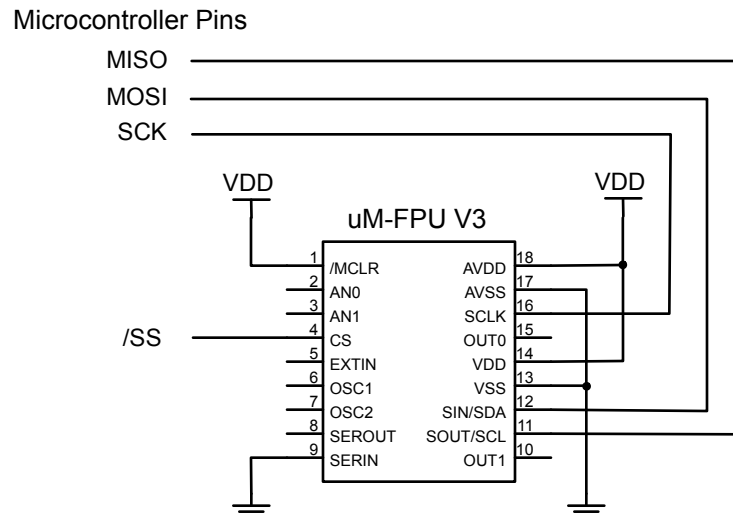 Microcontroller Pins
MISO
MOSI
SCK
VDD
VDD
uM-FPU V3
1 /MCLR AVDD 18
2 AN0 AVSS 17
3 AN1 SCLK 16
/SS 4 CS OUT0 15
5 EXTIN VDD 14
6 OSC1 VSS 13
7 OSC2 SIN/SDA 12
8 SEROUT SOUT/SCL 11
9 SERIN OUT1 10